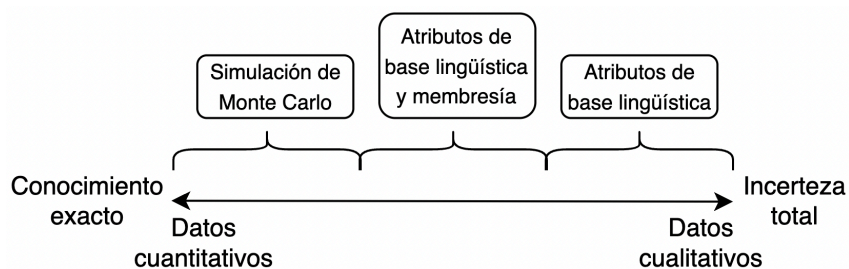 Simulación de
Monte Carlo
Atributos de
base lingüística
y membresía
Atributos de
base lingüística
Conocimiento
exacto
Incerteza
total
Datos
cuantitativos
Datos
cualitativos